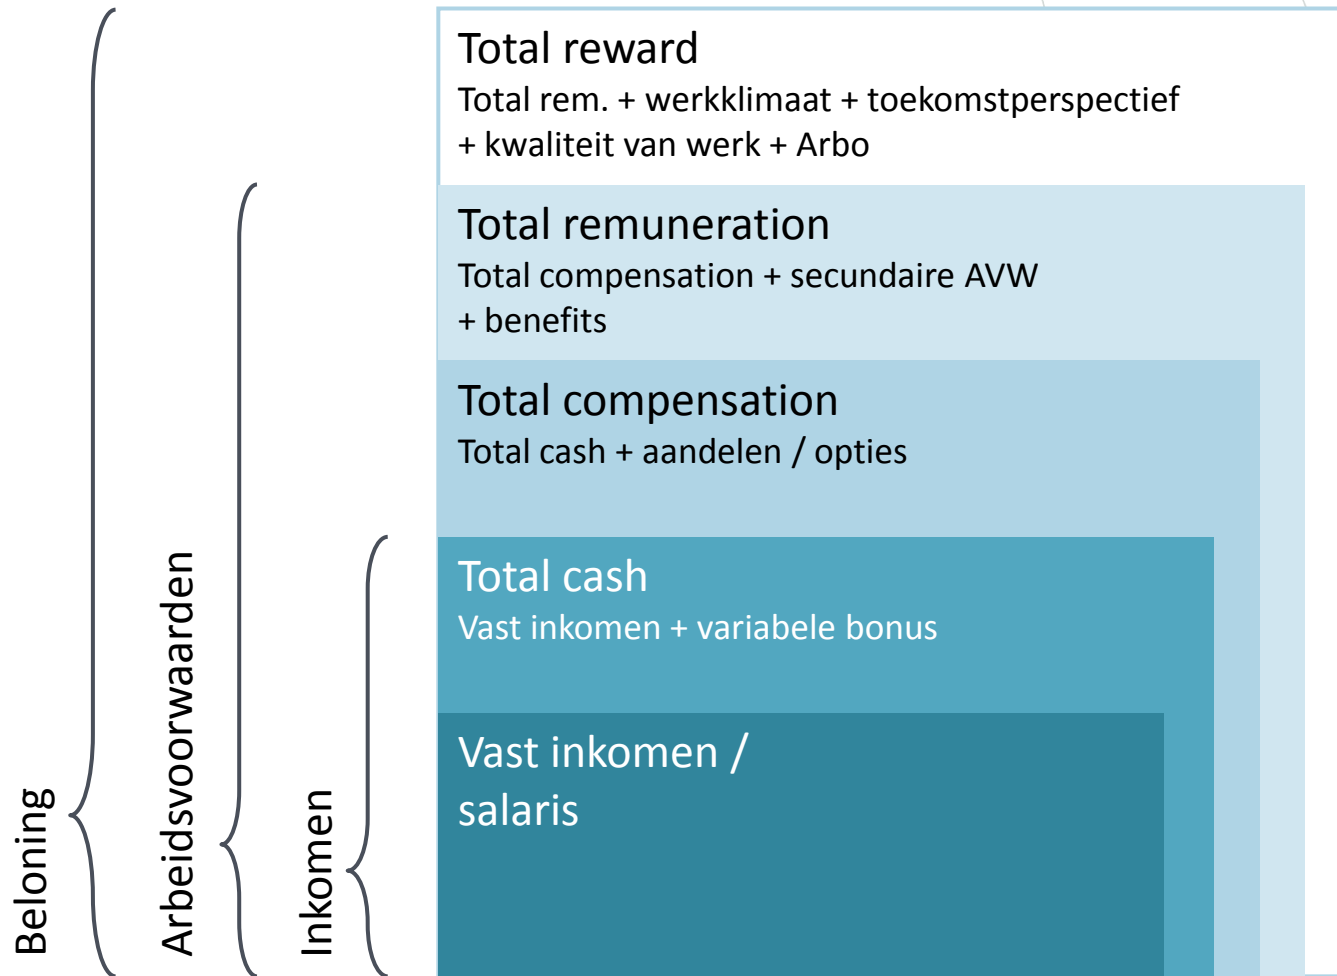 Total reward
Total rem. + werkklimaat + toekomstperspectief
+ kwaliteit van werk + Arbo
Total remuneration
Total compensation + secundaire AVW
+ benefits
Total compensation
Total cash + aandelen / opties
Total cash
Vast inkomen + variabele bonus
Vast inkomen /
salaris
Beloning
Arbeidsvoorwaarden
Inkomen